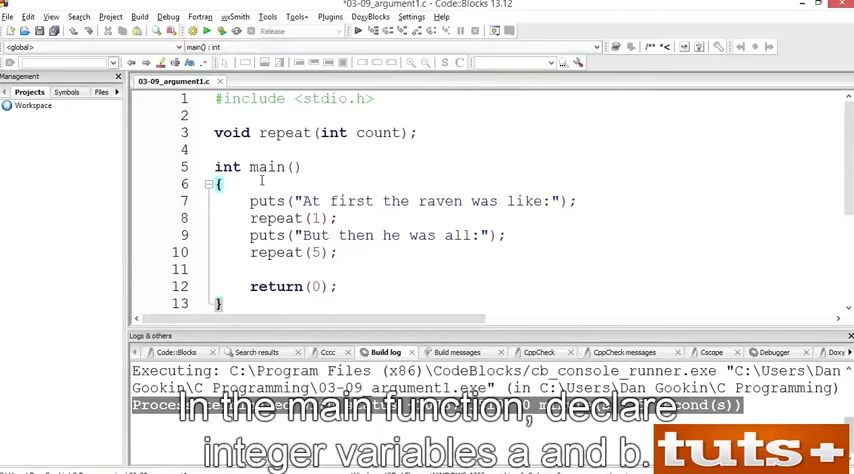 *03-09_argument1.c - Code::Blocks 13.12
File Edit View Search Project Build Debug Fortran wxSmith Tools Tools+ Plugins DoxyBlocks Settings Help
Release
<global> main() : int
/** *<
Management
Projects Symbols Files
Workspace
03-09_argument1.c
1 #include <stdio.h>
2
3 void repeat(int count);
4
5 int main()
6 {
7 puts("At first the raven was like:");
8 repeat(1);
9 puts("But then he was all:");
10 repeat(5);
11
12 return(0);
13 }
Logs & others
Code::Blocks Search results Cccc Build log Build messages CppCheck CppCheck messages Cscope Debugger Doxy
Executing: C:\Program Files (x86)\CodeBlocks/cb_console_runner.exe "C:\Users\Dan
Gookin\C Programming\03-09_argument1.exe" (in C:\Users\Dan Gookin\C Programming)
In the main function, declare
integer variables a and b.
tuts+